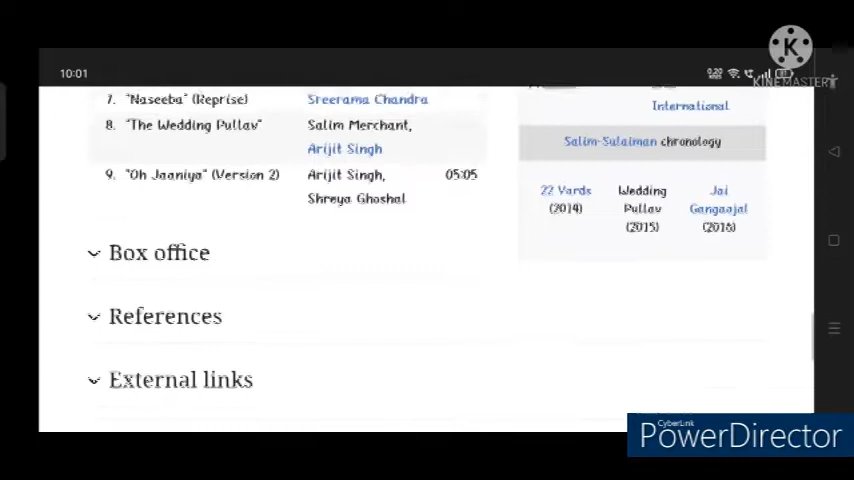 KINEMASTER
10:01
7. "Naseeba" (Reprise) Sreerama Chandra
8. "The Wedding Pullav" Salim Merchant,
Arijit Singh
9. "Oh Jaaniya" (Version 2) Arijit Singh, 05:05
Shreya Ghoshal
International
Salim-Sulaiman chronology
22 Yards Wedding Jai
(2014) Pullav Gangaajal
(2015) (2016)
Box office
References
External links
CyberLink
PowerDirector